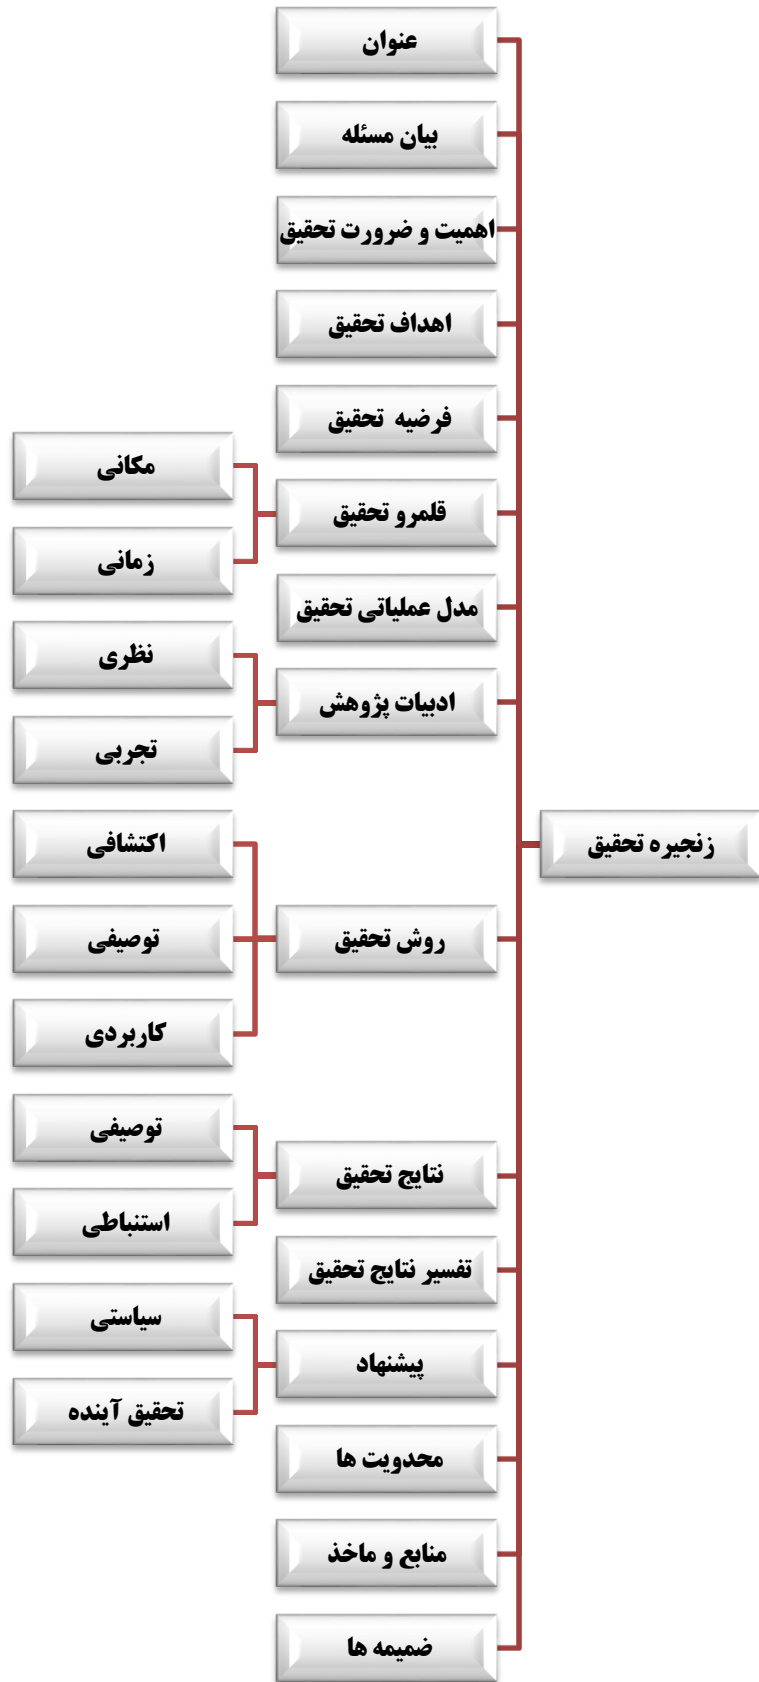 زنجیره تحقیق
عنوان
بیان مسئله
اهمیت و ضرورت تحقیق
اهداف تحقیق
فرضیه تحقیق
قلمرو تحقیق
مکانی
زمانی
مدل عملیاتی تحقیق
ادبیات پژوهش
نظری
تجربی
روش تحقیق
اکتشافی
توصیفی
کاربردی
نتایج تحقیق
توصیفی
استنباطی
تفسیر نتایج تحقیق
پیشنهاد
سیاستی
تحقیق آینده
محدویت ها
منابع و ماخذ
ضمیمه ها